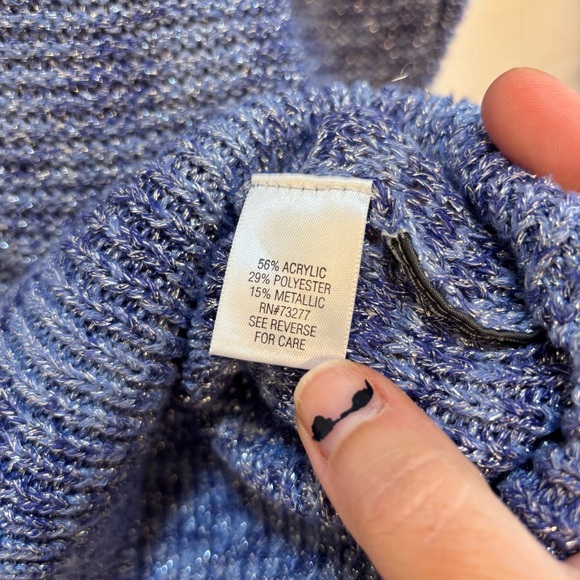 56% ACRYLIC
29% POLYESTER
15% METALLIC
RN#73277
SEE REVERSE
FOR CARE